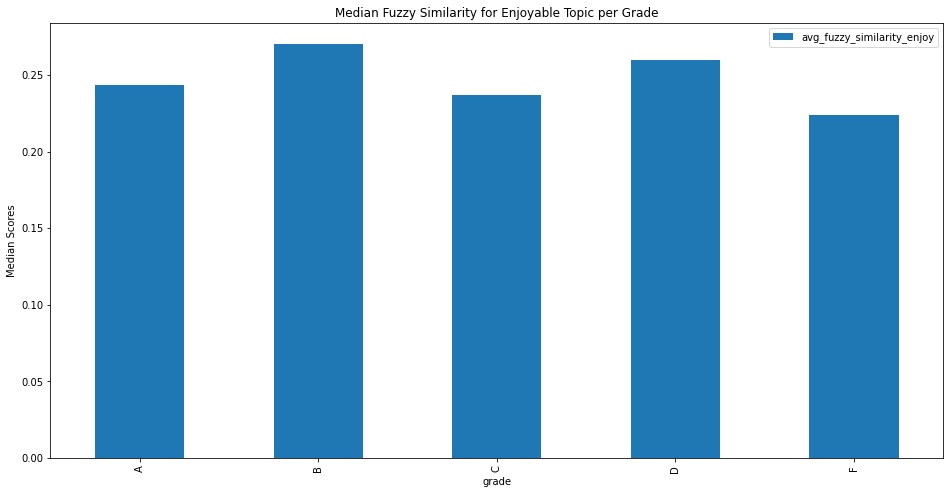 Median Fuzzy Similarity for Enjoyable Topic per Grade
avg_fuzzy_similarity_enjoy
Median Scores
0.25
0.20
0.15
0.10
0.05
0.00
A
B
C
D
F
grade